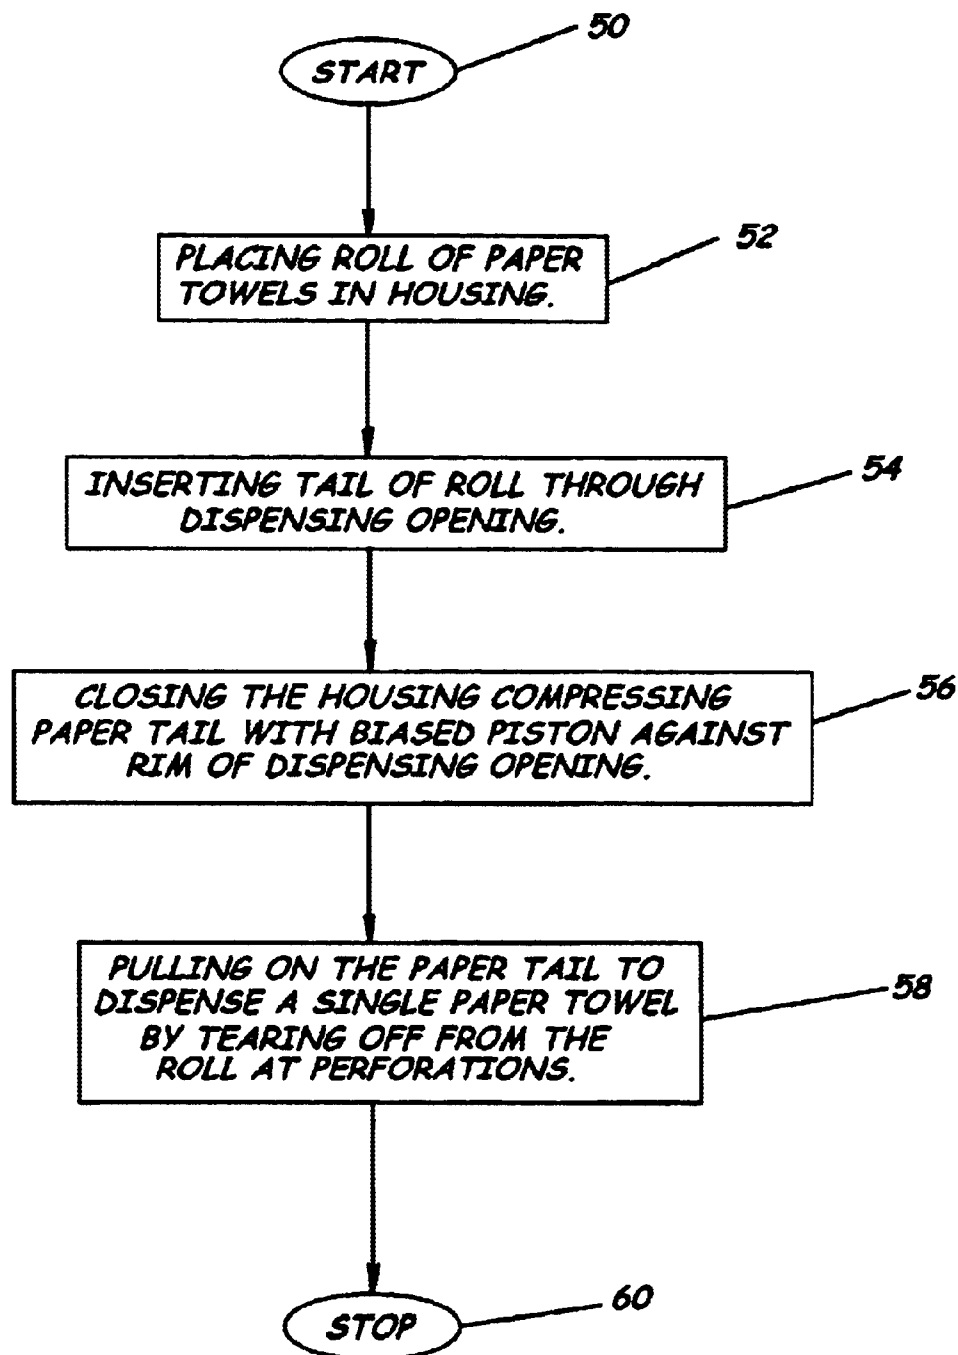 50
START
52
PLACING ROLL OF PAPER
TOWELS IN HOUSING.
54
INSERTING TAIL OF ROLL THROUGH
DISPENSING OPENING.
56
CLOSING THE HOUSING COMPRESSING
PAPER TAIL WITH BIASED PISTON AGAINST
RIM OF DISPENSING OPENING.
58
PULLING ON THE PAPER TAIL TO
DISPENSE A SINGLE PAPER TOWEL
BY TEARING OFF FROM THE
ROLL AT PERFORATIONS.
60
STOP